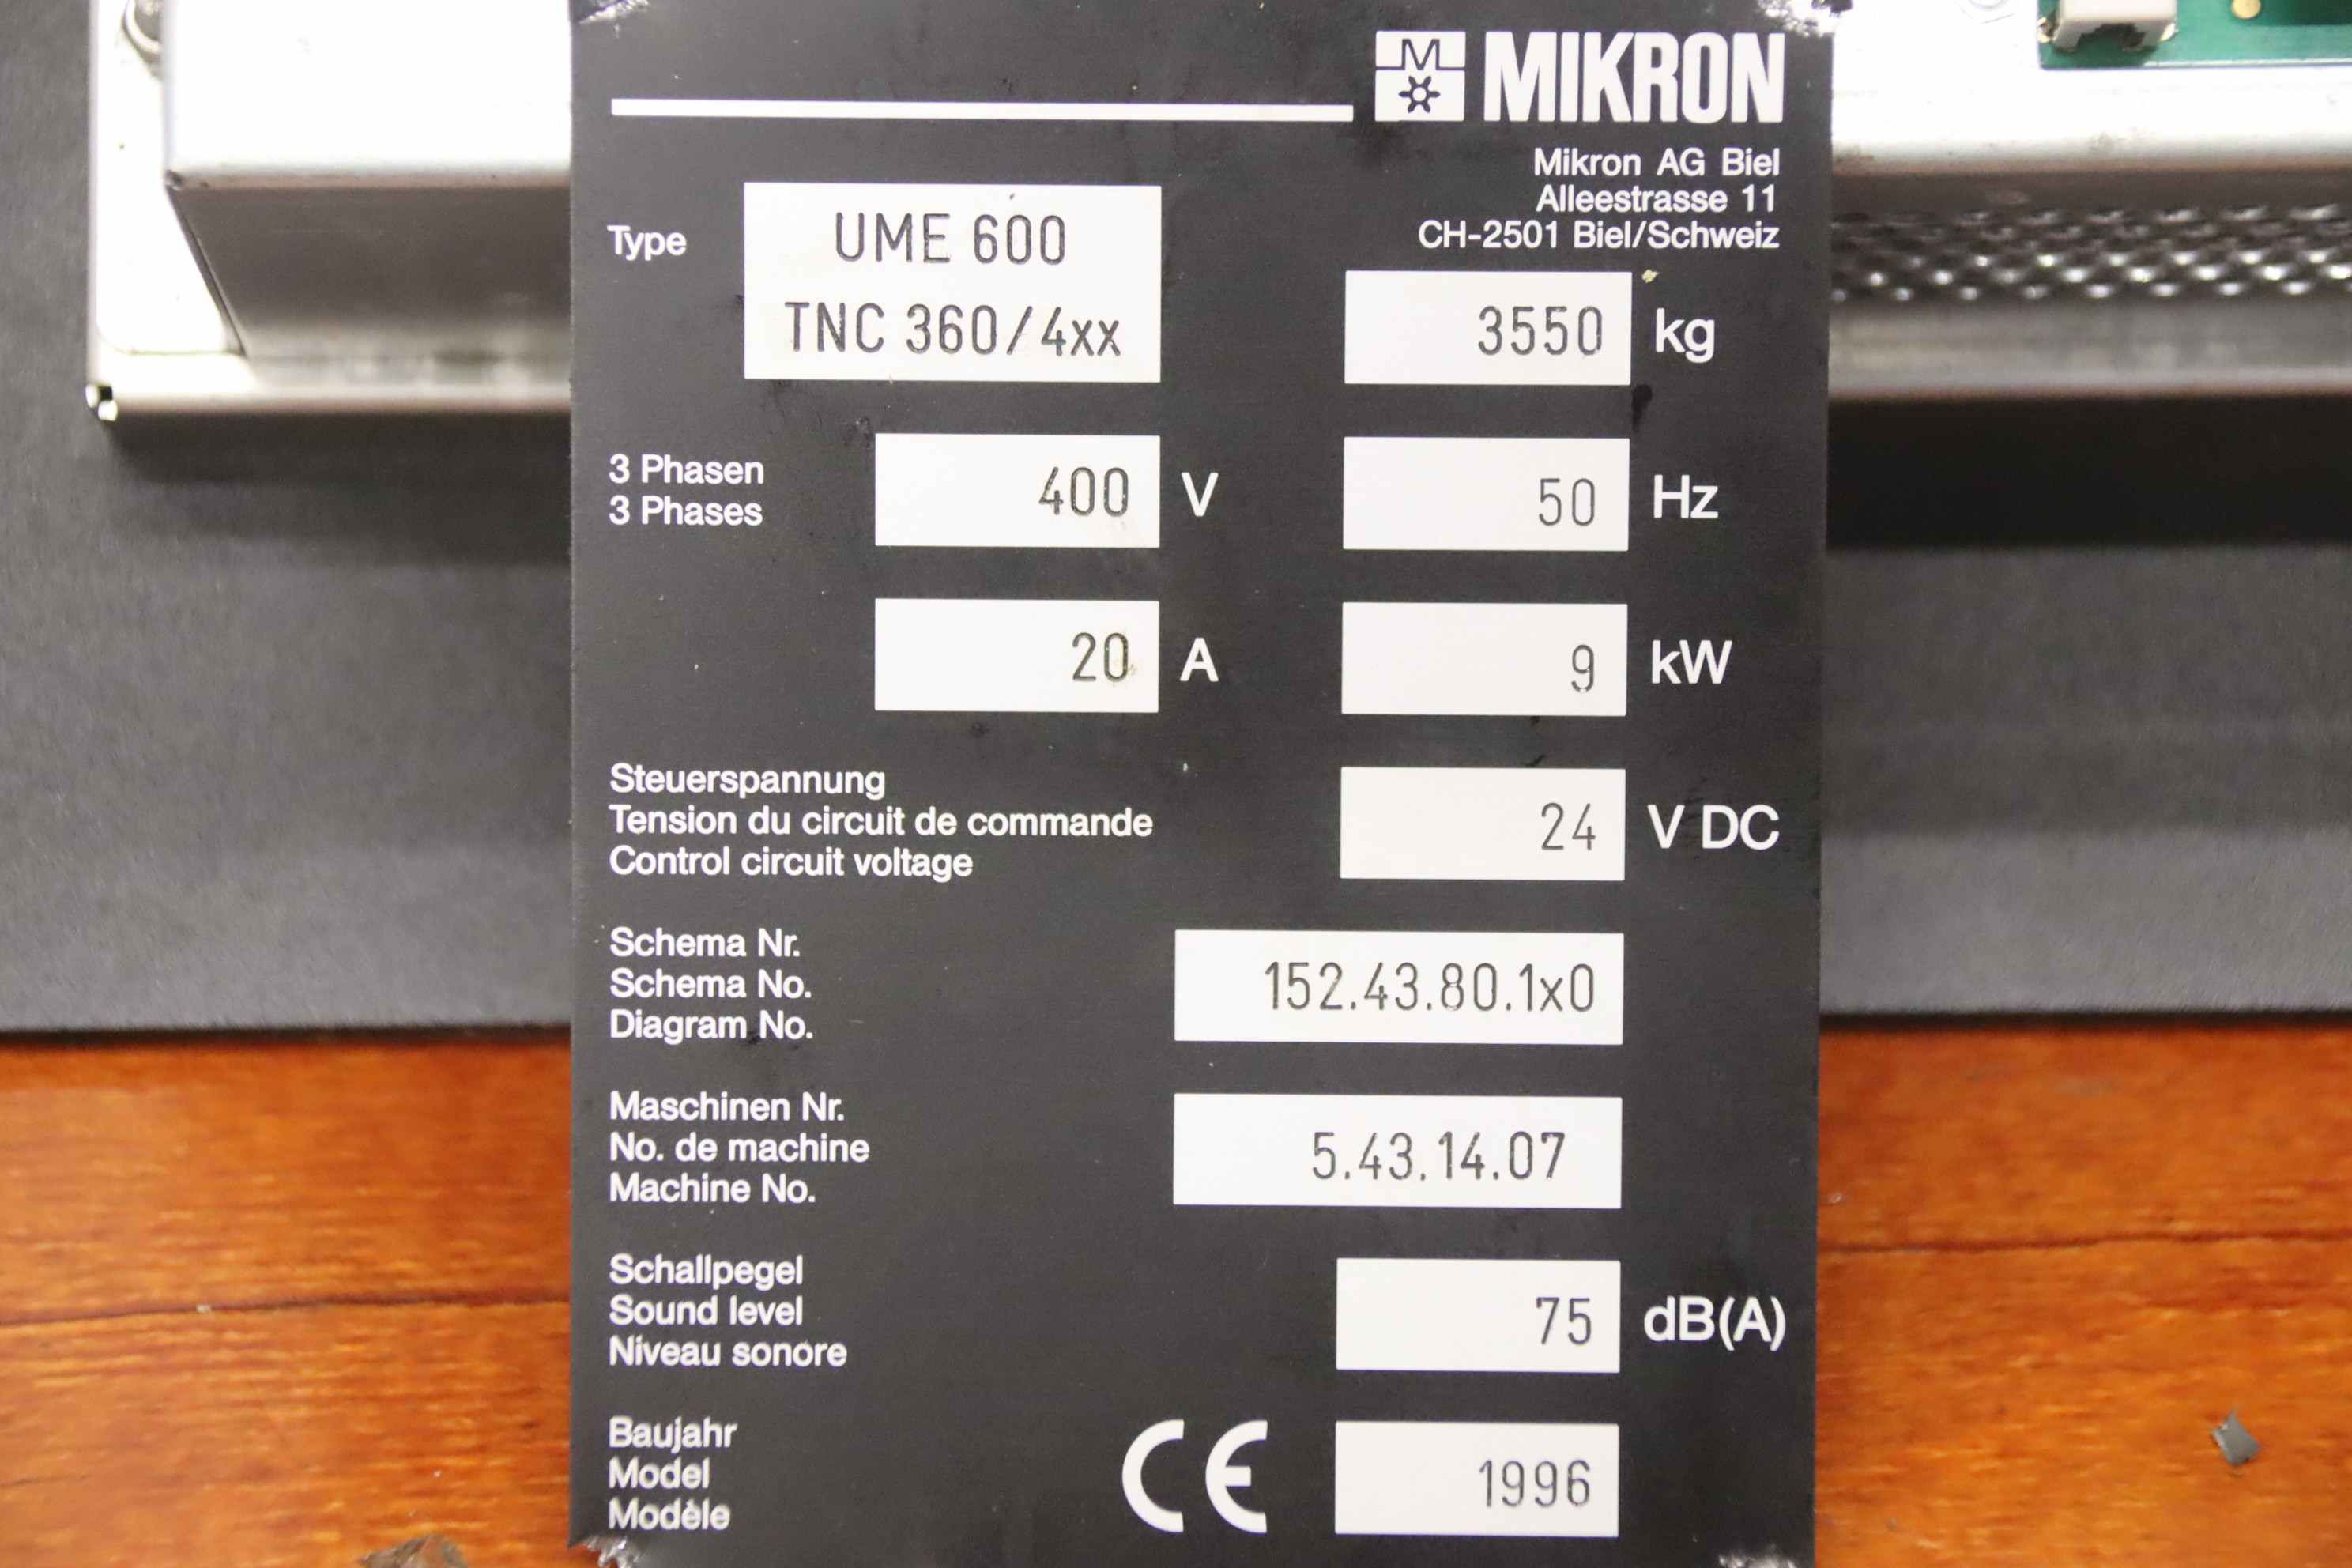 MIKRON
Mikron AG Biel
Alleestrasse 11
CH-2501 Biel/Schweiz
Type
UME 600
TNC 360/4xx
3550 kg
3 Phasen
3 Phases
400 V
50 Hz
20 A
9 kW
Steuerspannung
Tension du circuit de commande
Control circuit voltage
24 V DC
Schema Nr.
Schema No.
Diagram No.
152.43.80.1x0
Maschinen Nr.
No. de machine
Machine No.
5.43.14.07
Schallpegel
Sound level
Niveau sonore
75 dB(A)
Baujahr
Model
Modèle
CE
1996